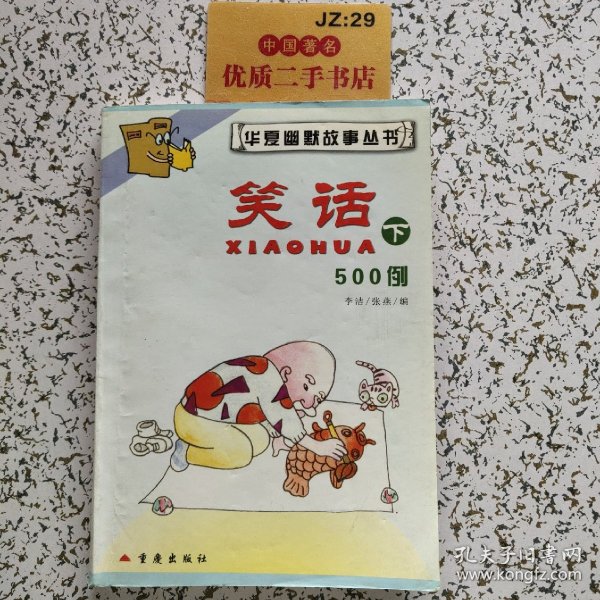 JZ:29
中国著名
优质二手书店
华夏幽默故事丛书
笑话
XIAOHUA 下
500例
李洁/张燕/编
重庆出版社
孔夫子旧书网
www.kongfz.com